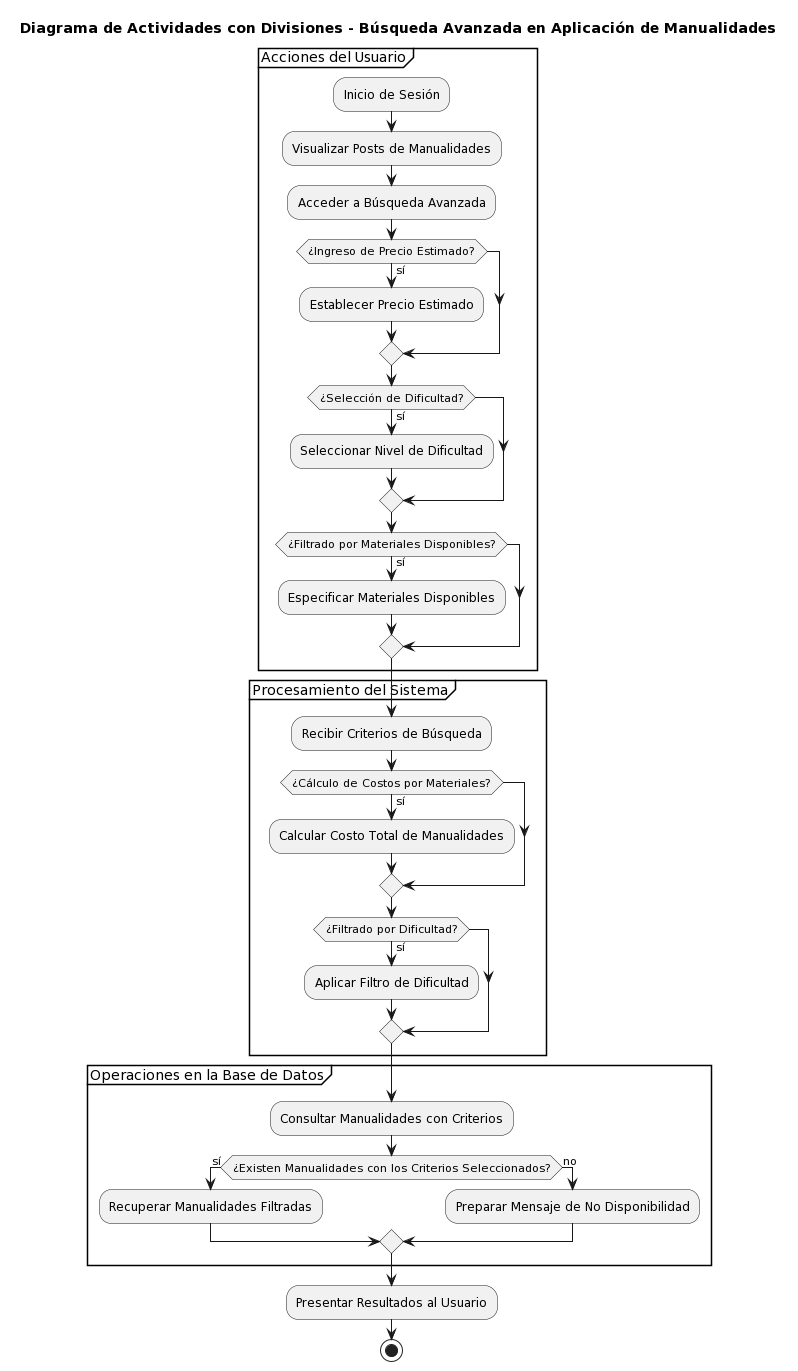 Diagrama de Actividades con Divisiones - Búsqueda Avanzada en Aplicación de Manualidades
Acciones del Usuario
Inicio de Sesión
Visualizar Posts de Manualidades
Acceder a Búsqueda Avanzada
¿Ingreso de Precio Estimado?
sí
Establecer Precio Estimado
¿Selección de Dificultad?
sí
Seleccionar Nivel de Dificultad
¿Filtrado por Materiales Disponibles?
sí
Especificar Materiales Disponibles
Procesamiento del Sistema
Recibir Criterios de Búsqueda
¿Cálculo de Costos por Materiales?
sí
Calcular Costo Total de Manualidades
¿Filtrado por Dificultad?
sí
Aplicar Filtro de Dificultad
Operaciones en la Base de Datos
Consultar Manualidades con Criterios
sí
¿Existen Manualidades con los Criterios Seleccionados?
no
Recuperar Manualidades Filtradas
Preparar Mensaje de No Disponibilidad
Presentar Resultados al Usuario